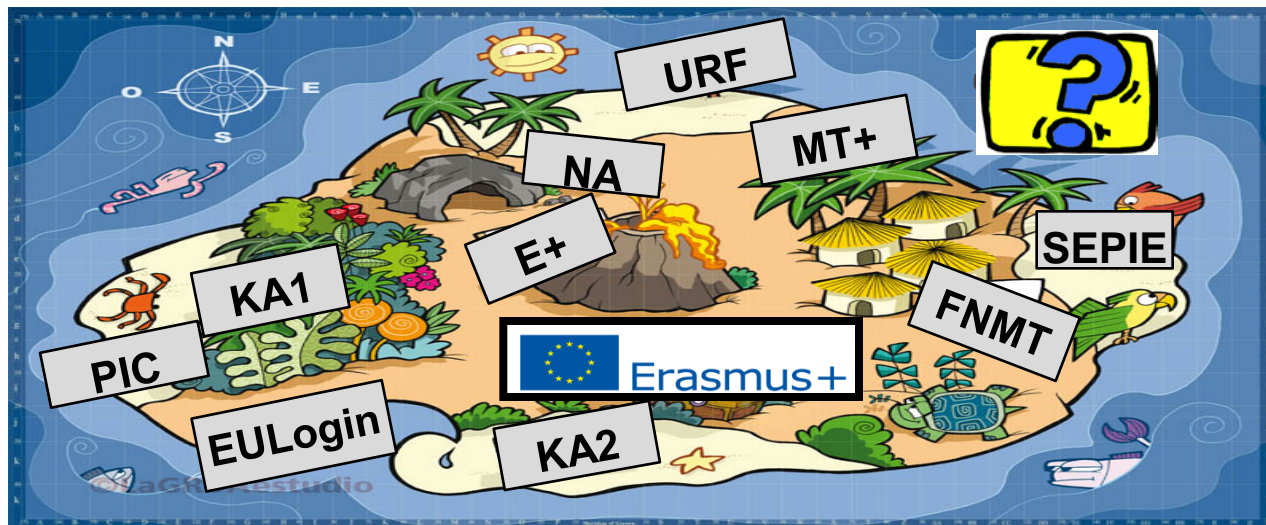 N
O
E
S
URF
MT+
NA
E+
SEPIE
KA1
FNMT
PIC
Erasmus+
EULogin
KA2